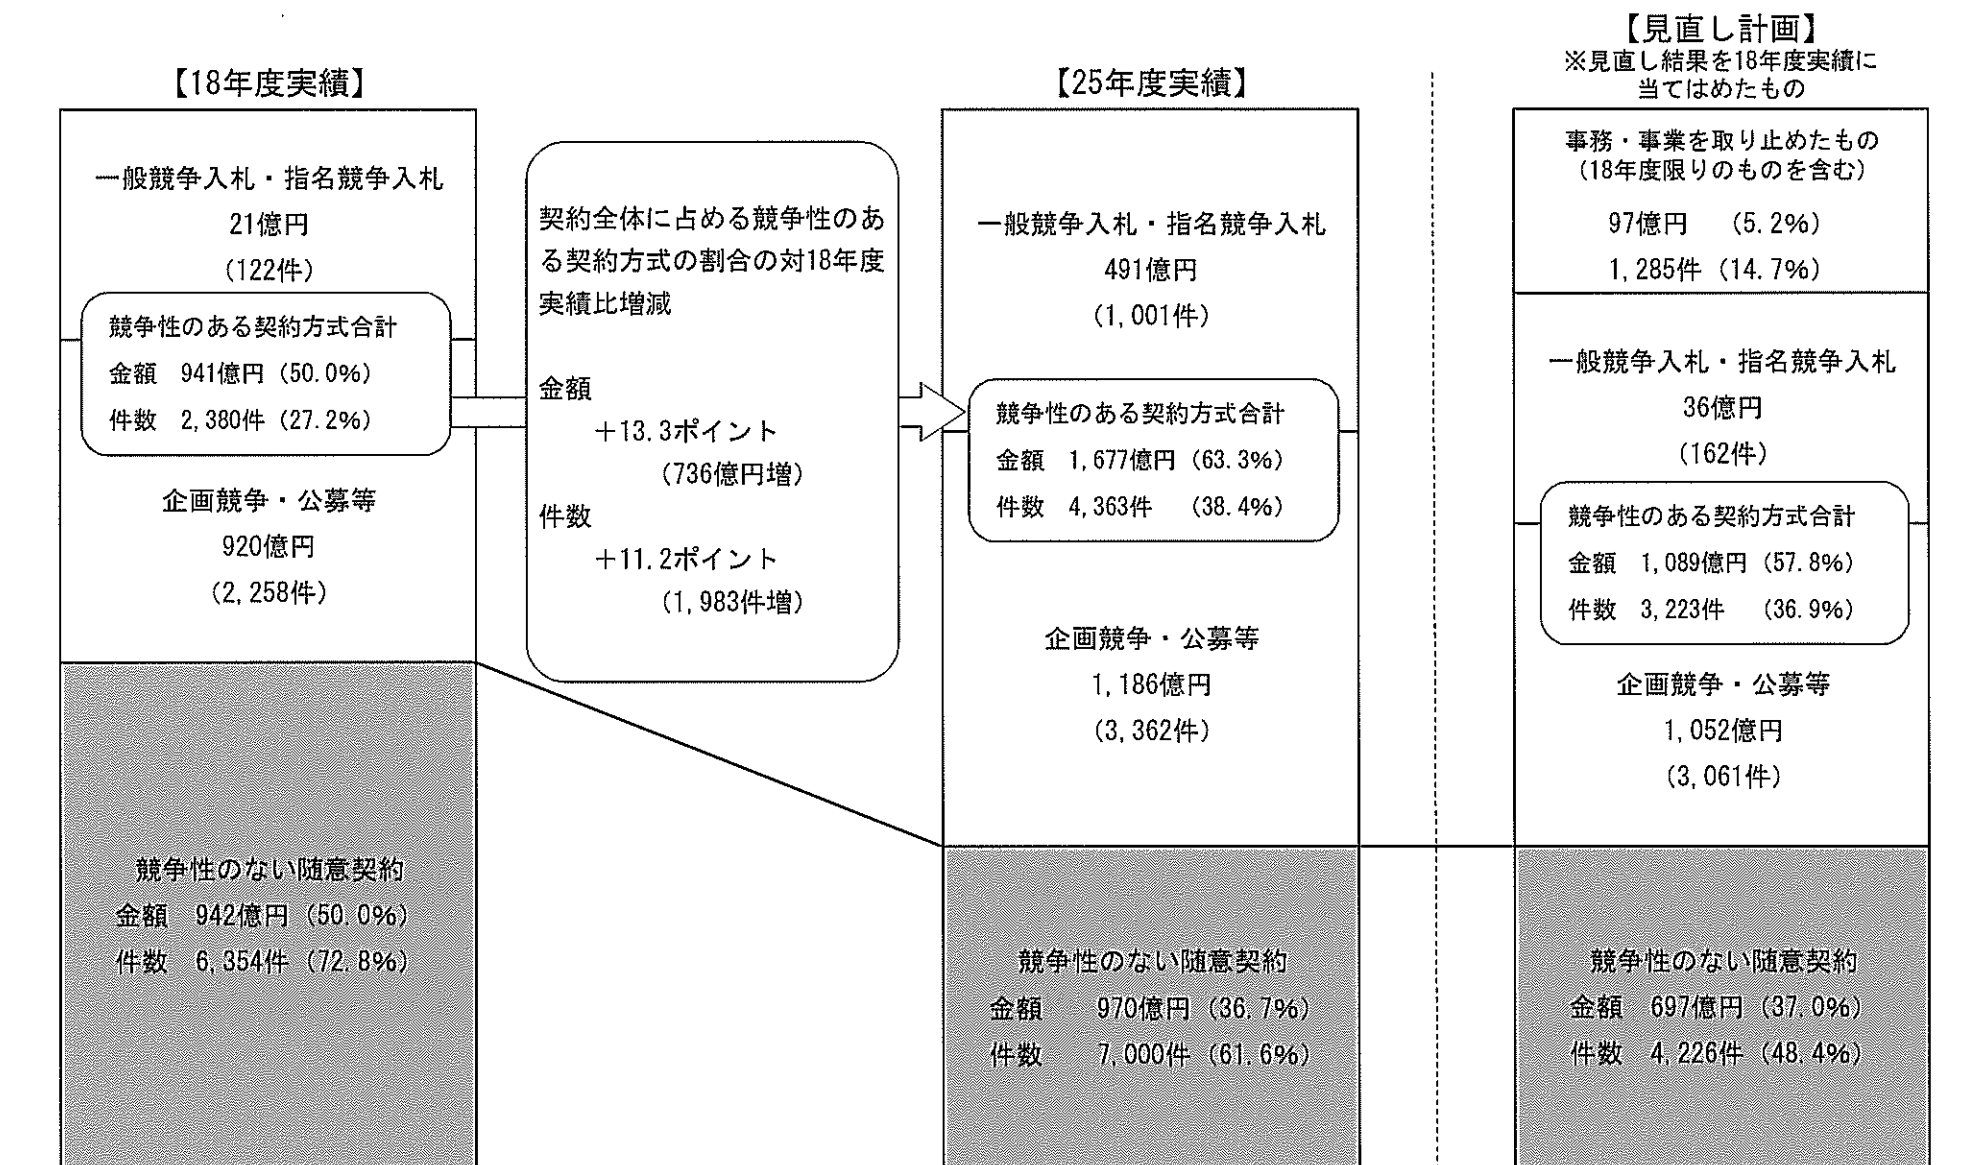 【18年度実績】
一般競争入札・指名競争入札
21億円
(122件)
競争性のある契約方式合計
金額 941億円 (50.0%)
件数 2,380件 (27.2%)
企画競争・公募等
920億円
(2,258件)
競争性のない随意契約
金額 942億円 (50.0%)
件数 6,354件 (72.8%)
契約全体に占める競争性のあ
る契約方式の割合の対18年度
実績比増減
金額
+13.3ポイント
(736億円増)
件数
+11.2ポイント
(1,983件増)
【25年度実績】
一般競争入札・指名競争入札
491億円
(1,001件)
競争性のある契約方式合計
金額 1,677億円 (63.3%)
件数 4,363件 (38.4%)
企画競争・公募等
1,186億円
(3,362件)
競争性のない随意契約
金額 970億円 (36.7%)
件数 7,000件 (61.6%)
【見直し計画】
※見直し結果を18年度実績に
当てはめたもの
事務・事業を取り止めたもの
(18年度限りのものを含む)
97億円 (5.2%)
1,285件 (14.7%)
一般競争入札・指名競争入札
36億円
(162件)
競争性のある契約方式合計
金額 1,089億円 (57.8%)
件数 3,223件 (36.9%)
企画競争・公募等
1,052億円
(3,061件)
競争性のない随意契約
金額 697億円 (37.0%)
件数 4,226件 (48.4%)